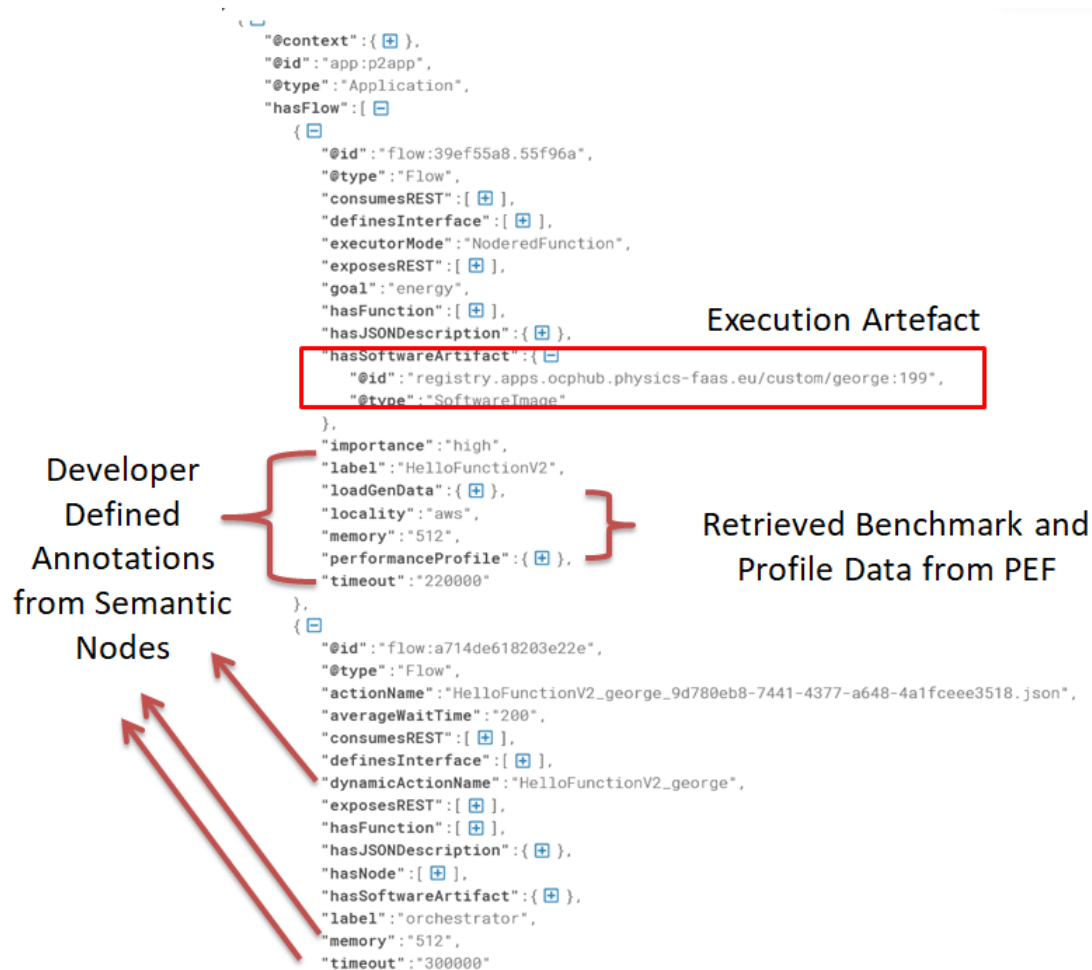 {
"@context":{ },
"@id":"app:p2app",
"@type":"Application",
"hasFlow":[
{
"@id":"flow:39ef55a8.55f96a",
"@type":"Flow",
"consumesREST":[ ],
"definesInterface":[ ],
"executorMode":"NoderedFunction",
"exposesREST":[ ],
"goal":"energy",
"hasFunction":[ ],
"hasJSONDescription":{ },
Execution Artefact
"hasSoftwareArtifact":{
"@id":"registry.apps.ocphub.physics-faas.eu/custom/george:199",
"@type":"SoftwareImage"
},
"importance":"high",
"label":"HelloFunctionV2",
"loadGenData":{ },
"locality":"aws",
"memory":"512",
"performanceProfile":{ },
"timeout":"220000"
},
Developer
Defined
Annotations
from Semantic
Nodes
Retrieved Benchmark and
Profile Data from PEF
{
"@id":"flow:a714de618203e22e",
"@type":"Flow",
"actionName":"HelloFunctionV2_george_9d780eb8-7441-4377-a648-4a1fceee3518.json",
"averageWaitTime":"200",
"consumesREST":[ ],
"definesInterface":[ ],
"dynamicActionName":"HelloFunctionV2_george",
"exposesREST":[ ],
"hasFunction":[ ],
"hasJSONDescription":{ },
"hasNode":[ ],
"hasSoftwareArtifact":{ },
"label":"orchestrator",
"memory":"512",
"timeout":"300000"